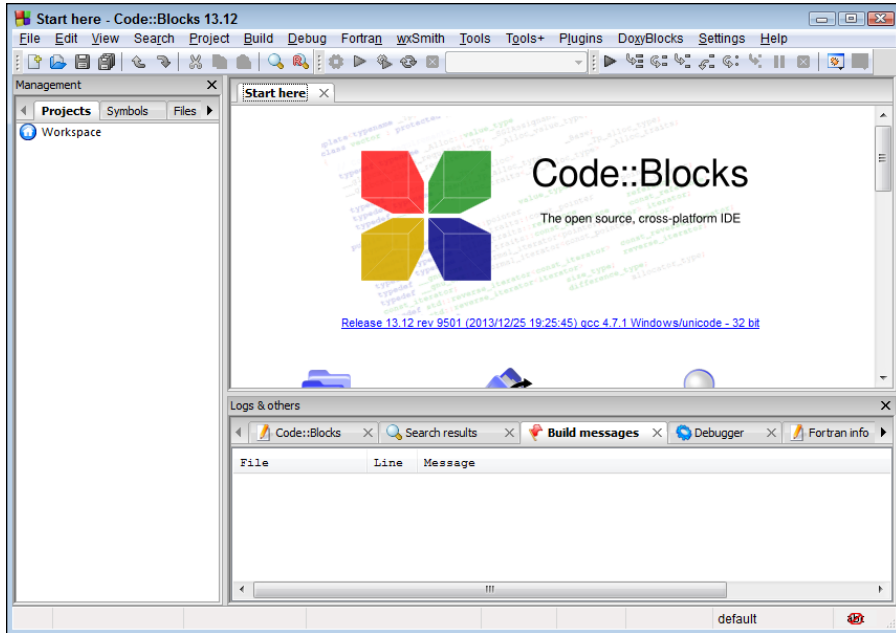 Start here - Code::Blocks 13.12
File Edit View Search Project Build Debug Fortran wxSmith Tools Tools+ Plugins DoxyBlocks Settings Help
Management
Projects Symbols Files
Workspace
Start here
Code::Blocks
The open source, cross-platform IDE
Release 13.12 rev 9501 (2013/12/25 19:25:45) gcc 4.7.1 Windows/unicode - 32 bit
Logs & others
Code::Blocks Search results Build messages Debugger Fortran info
File Line Message
default